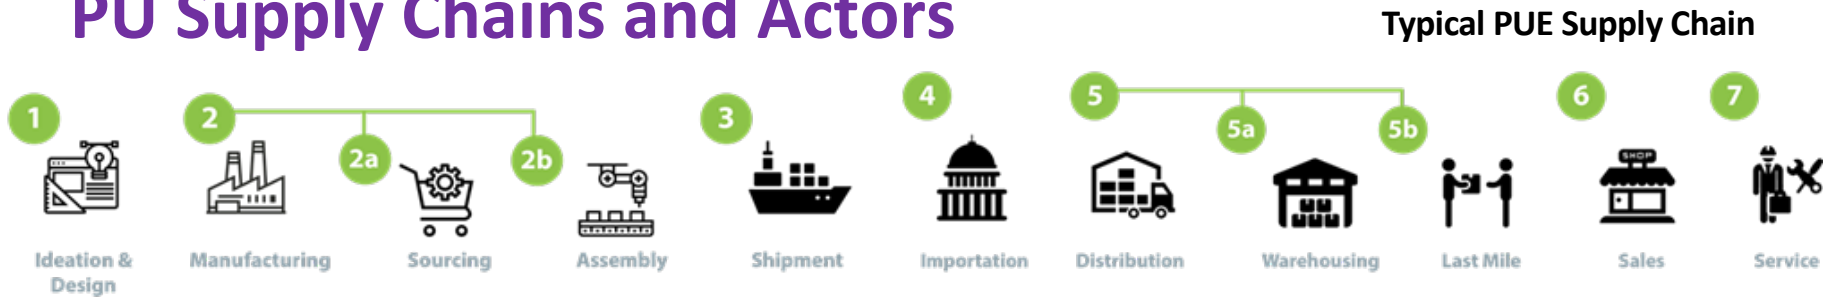 PU Supply Chains and Actors
Typical PUE Supply Chain
1
2
2a
2b
3
4
5
5a
5b
6
7
SHOP
Ideation &
Design
Manufacturing
Sourcing
Assembly
Shipment
Importation
Distribution
Warehousing
Last Mile
Sales
Service